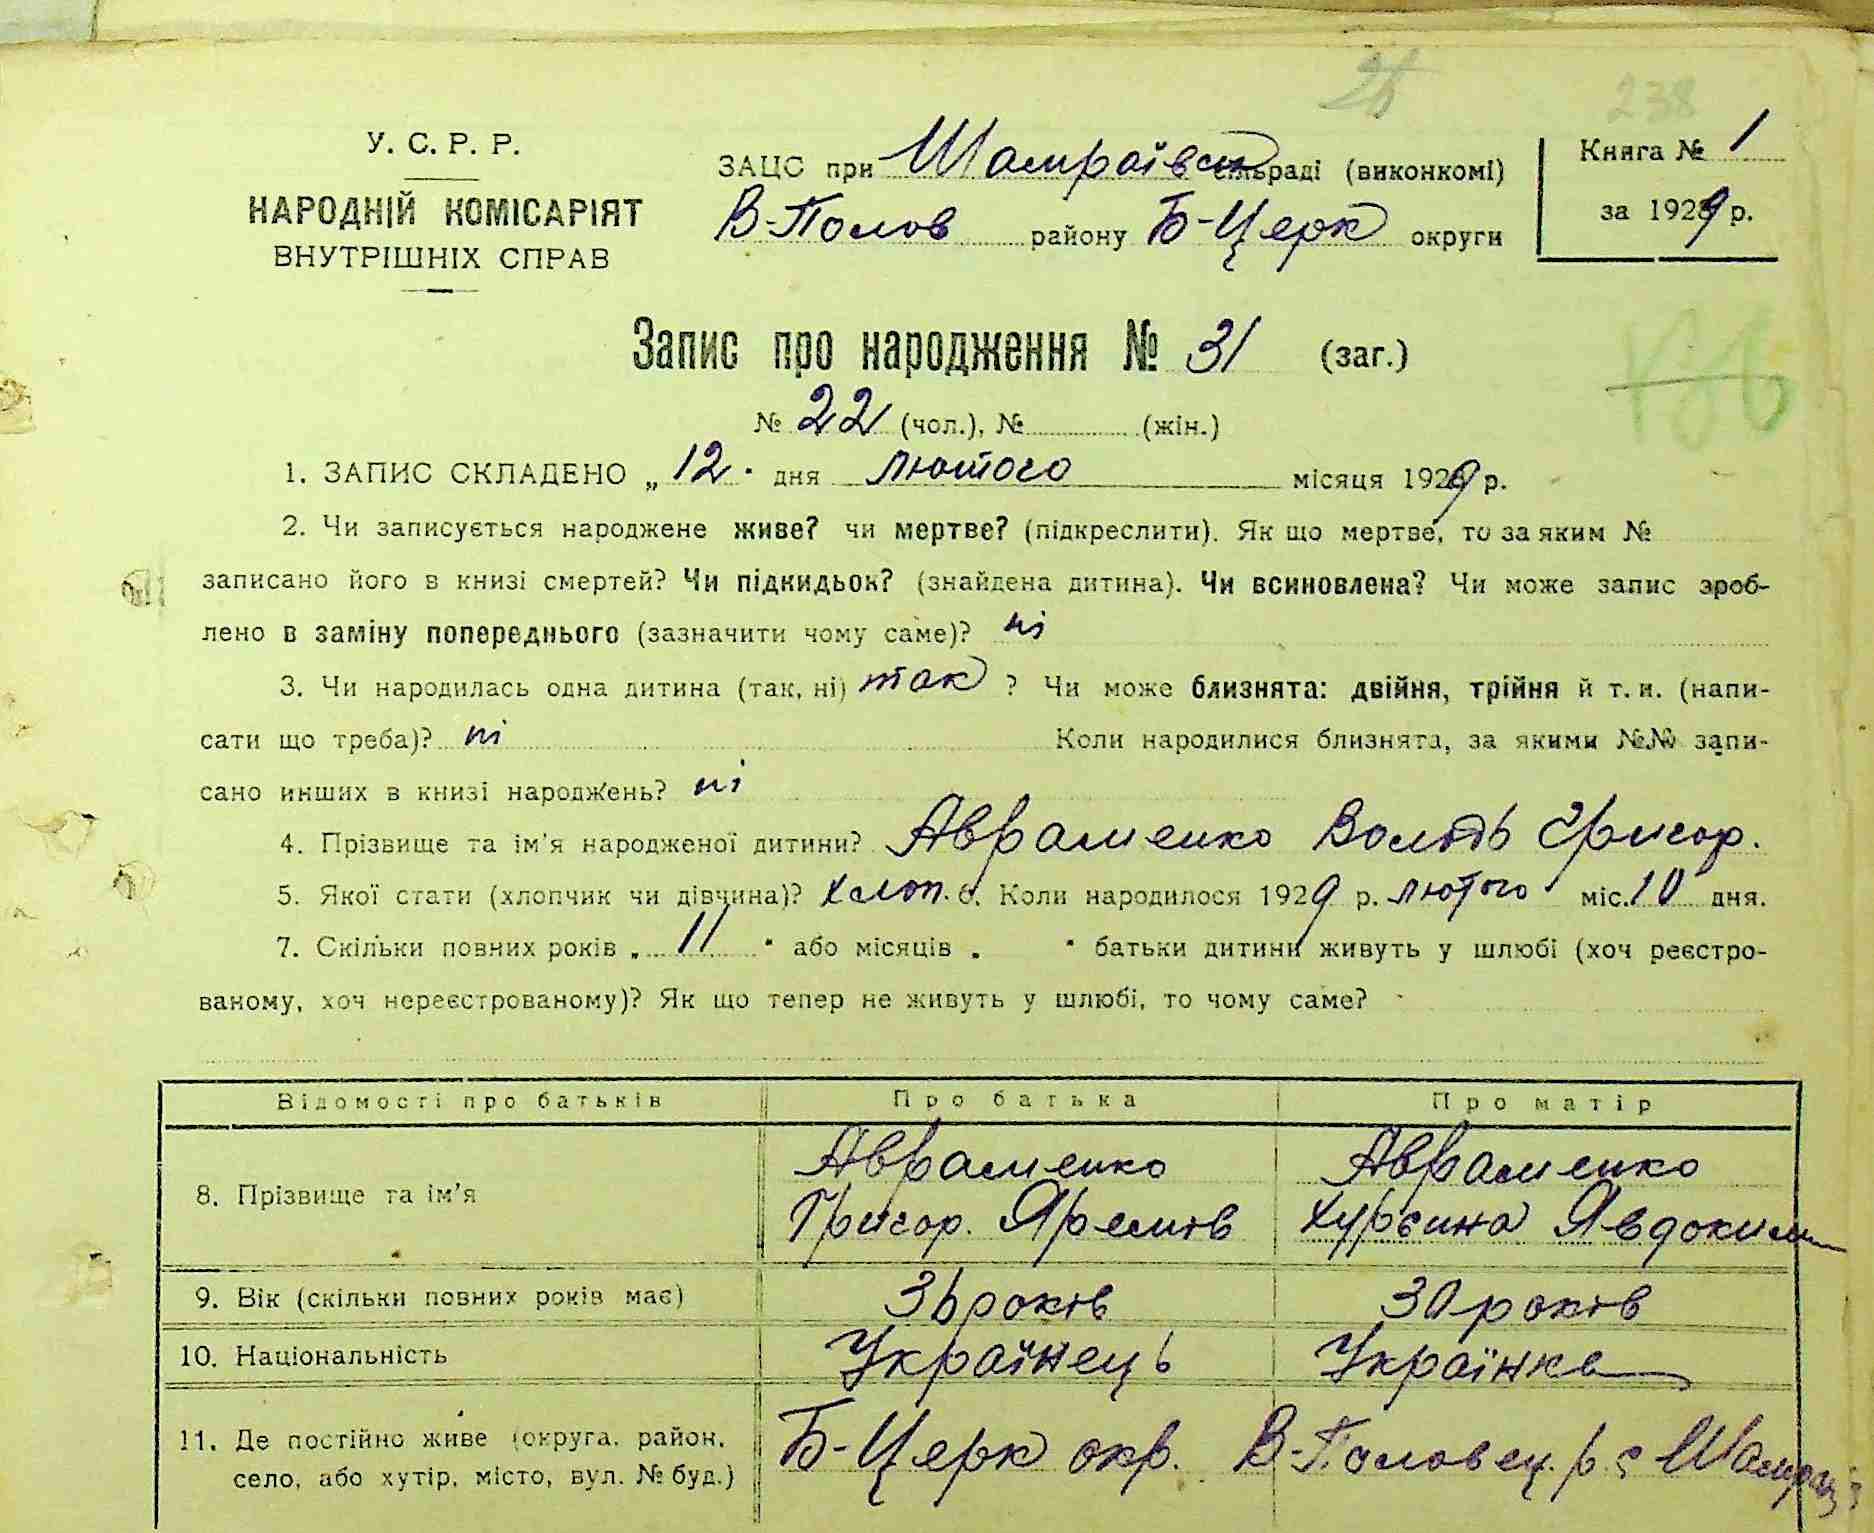 238
У. С. Р. Р.
НАРОДНІЙ КОМІСАРІЯТ
ВНУТРІШНІХ СПРАВ
ЗАЦС при Шамраївськ сільраді (виконкомі)
В-Полов району Б-Церк округи
Книга № 1
за 1929 р.
Запис про народження № 31 (заг.)
№ 22 (чол.), № (жін.)
1. ЗАПИС СКЛАДЕНО „ 12 " дня лютого місяця 1929 р.
2. Чи записується народжене живе? чи мертве? (підкреслити). Як що мертве, то за яким №
записано його в книзі смертей? Чи підкидьок? (знайдена дитина). Чи всиновлена? Чи може запис зроб-
лено в заміну попереднього (зазначити чому саме)? ні
3. Чи народилась одна дитина (так, ні) так ? Чи може близнята: двійня, трійня й т. и. (напи-
сати що треба)? ні Коли народилися близнята, за якими №№ запи-
сано инших в книзі народжень? ні
4. Прізвище та ім'я народженої дитини? Авраменко Григор.
5. Якої стати (хлопчик чи дівчина)? хлоп. 6. Коли народилося 1929 р. лютого міс. 10 дня.
7. Скільки повних років „ 11 " або місяців „ " батьки дитини живуть у шлюбі (хоч реєстро-
ваному, хоч нереєстрованому)? Як що тепер не живуть у шлюбі, то чому саме?
Відомості про батьків Про батька Про матір
8. Прізвище та ім'я
Авраменко
Григор. Яремів
Авраменко
Явдоким
9. Вік (скільки повних років має) 36 років 30 років
10. Національність Українець Українка
11. Де постійно живе (округа, район,
село, або хутір, місто, вул. № буд.)
Б-Церк окр. В-Половец. р. с Шамраї